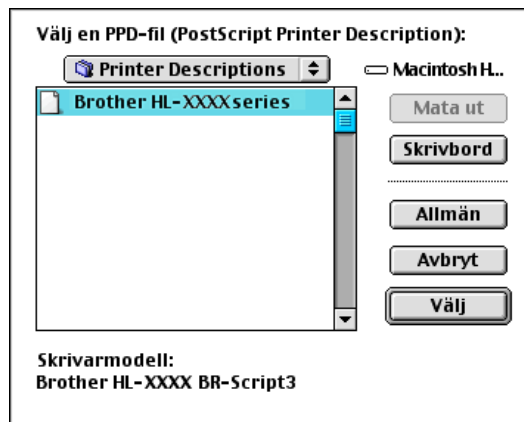 Välj en PPD-fil (PostScript Printer Description):
Printer Descriptions
Macintosh H...
Brother HL-XXXX series
Mata ut
Skrivbord
Allmän
Avbryt
Välj
Skrivarmodell:
Brother HL-XXXX BR-Script3